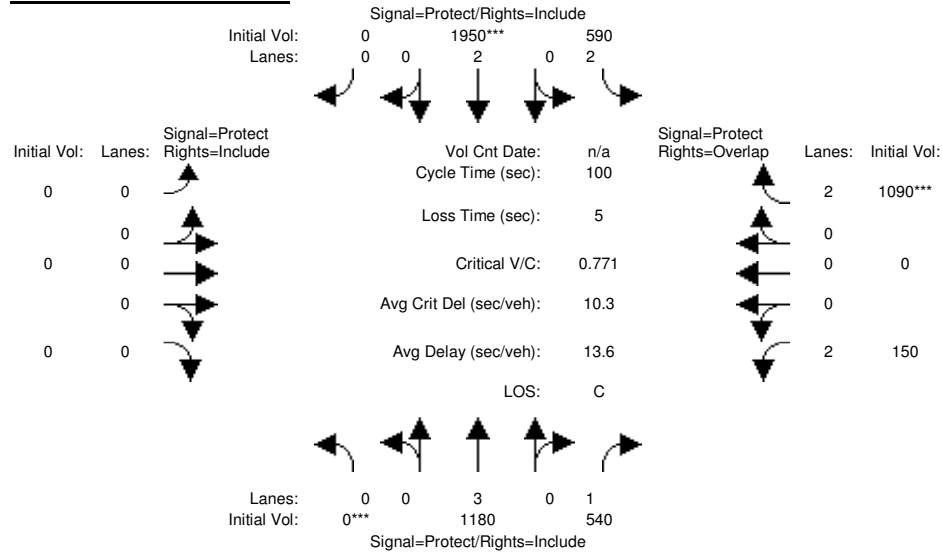 Signal=Protect/Rights=Include
Initial Vol: 0 1950*** 590
Lanes: 0 0 2 0 2
Signal=Protect Signal=Protect
Initial Vol: Lanes: Rights=Include Vol Cnt Date: n/a Rights=Overlap Lanes: Initial Vol:
Cycle Time (sec): 100
0 0 2 1090***
Loss Time (sec): 5
0 0
0 0 Critical V/C: 0.771 0 0
0 Avg Crit Del (sec/veh): 10.3 0
0 0 Avg Delay (sec/veh): 13.6 2 150
LOS: C
Lanes: 0 0 3 0 1
Initial Vol: 0*** 1180 540
Signal=Protect/Rights=Include